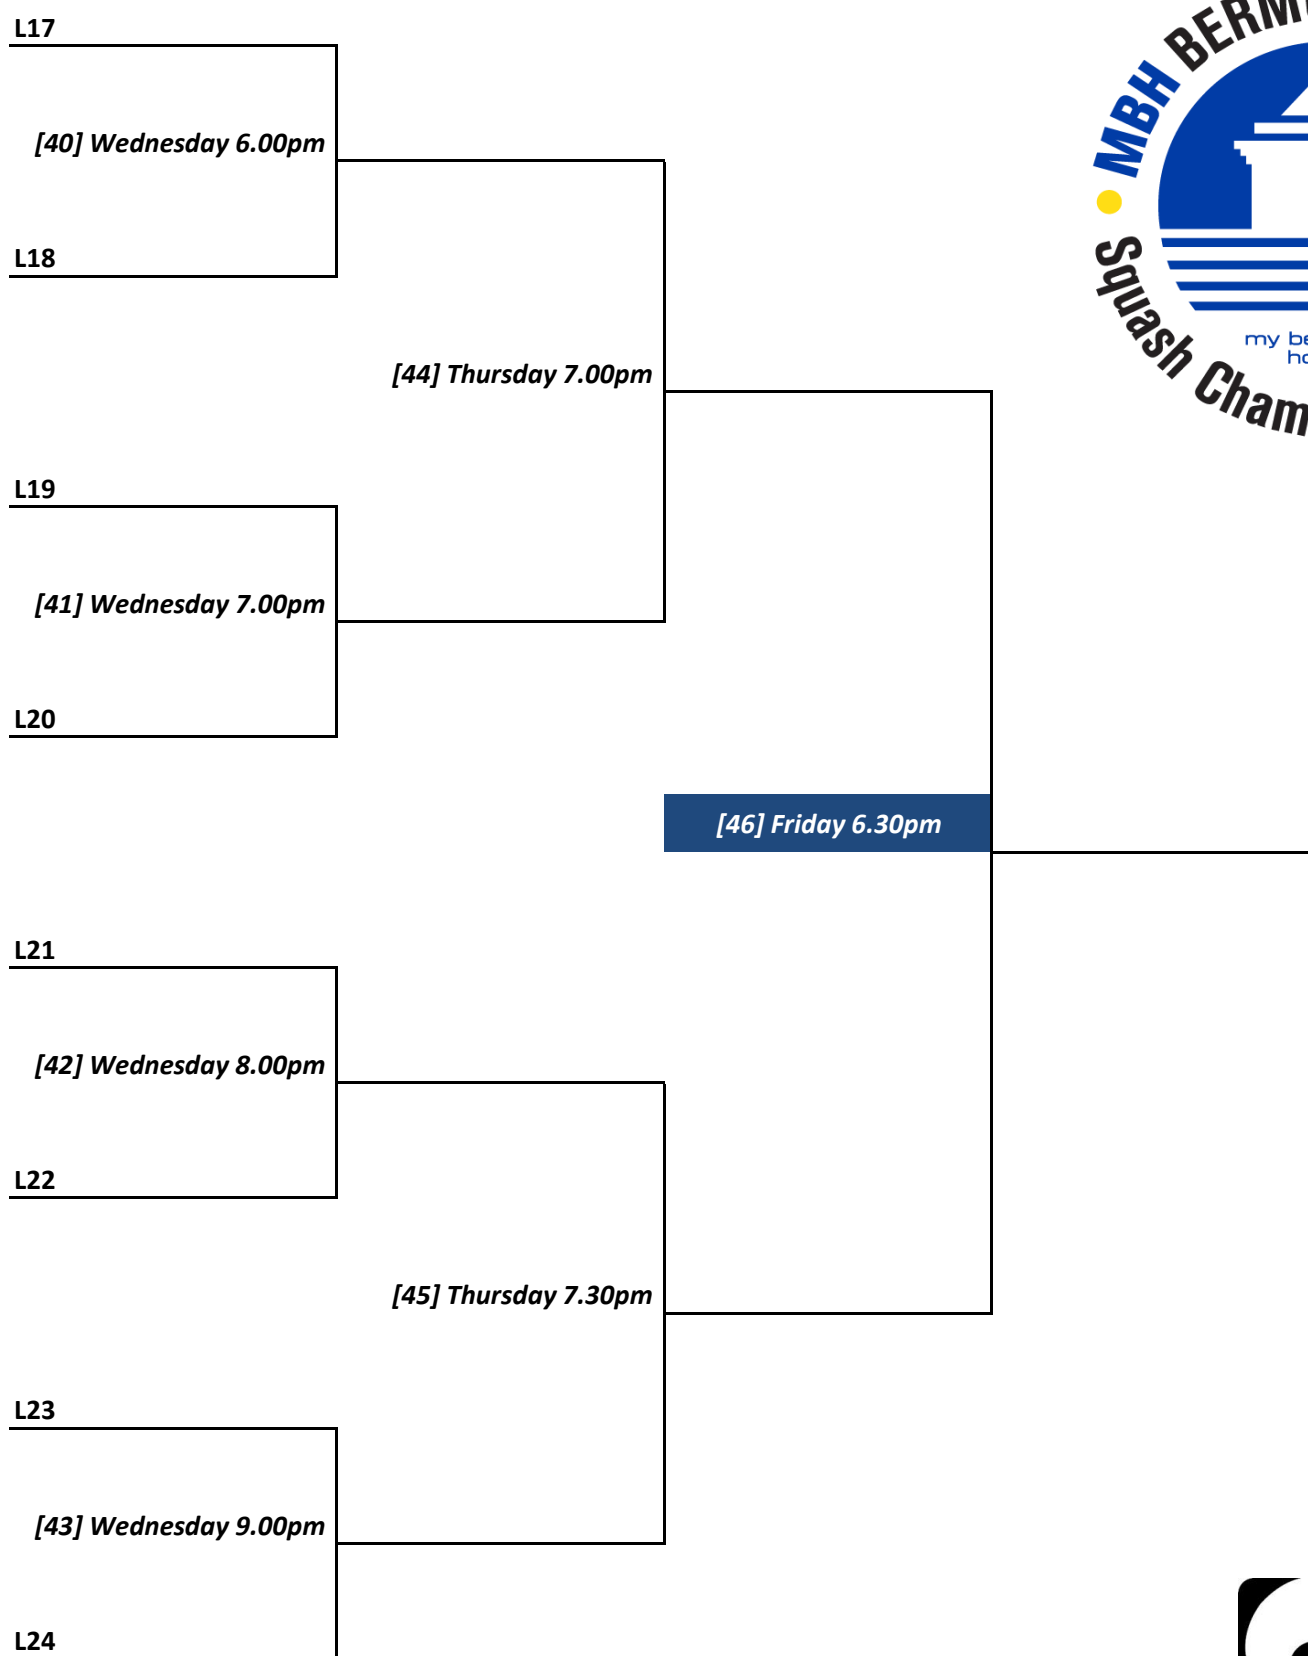 L17
MBH
[40] Wednesday 6.00pm
L18
Squash
my
[44] Thursday 7.00pm
L19
[41] Wednesday 7.00pm
L20
[46] Friday 6.30pm
L21
[42] Wednesday 8.00pm
L22
[45] Thursday 7.30pm
L23
[43] Wednesday 9.00pm
L24